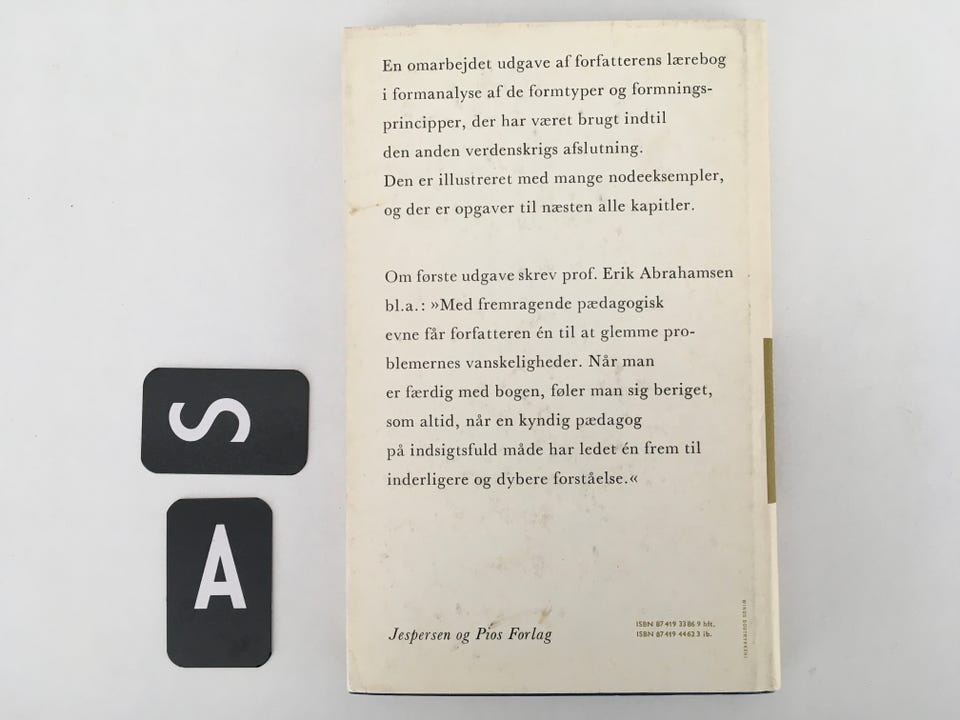 En omarbejdet udgave af forfatterens lærebog
i formanalyse af de formtyper og formnings-
principper, der har været brugt indtil
den anden verdenskrigs afslutning.
Den er illustreret med mange nodeeksempler,
og der er opgaver til næsten alle kapitler.
Om første udgave skrev prof. Erik Abrahamsen
bl.a.: »Med fremragende pædagogisk
evne får forfatteren én til at glemme pro-
blemernes vanskeligheder. Når man
er færdig med bogen, føler man sig beriget,
som altid, når en kyndig pædagog
på indsigtsfuld måde har ledet én frem til
inderligere og dybere forståelse.«
Jespersen og Pios Forlag
ISBN 87 419 3386 9 hft.
ISBN 87 419 4462 3 ib.
S
A